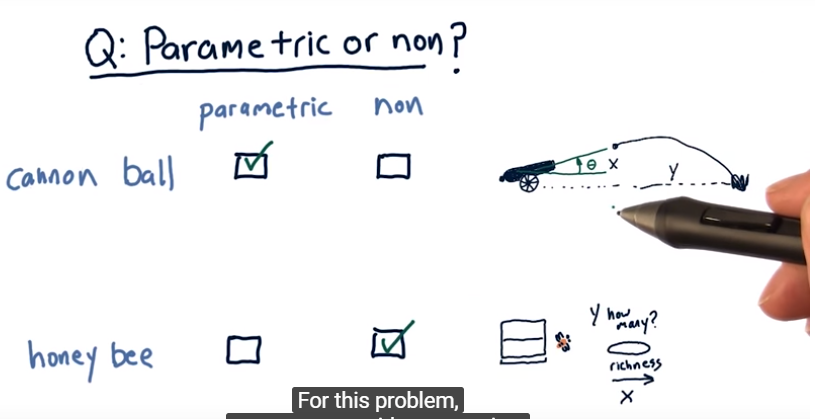 Q: Parametric or non?
parametric non
cannon ball
θ x
y
y how many?
honey bee
richness
x
For this problem,